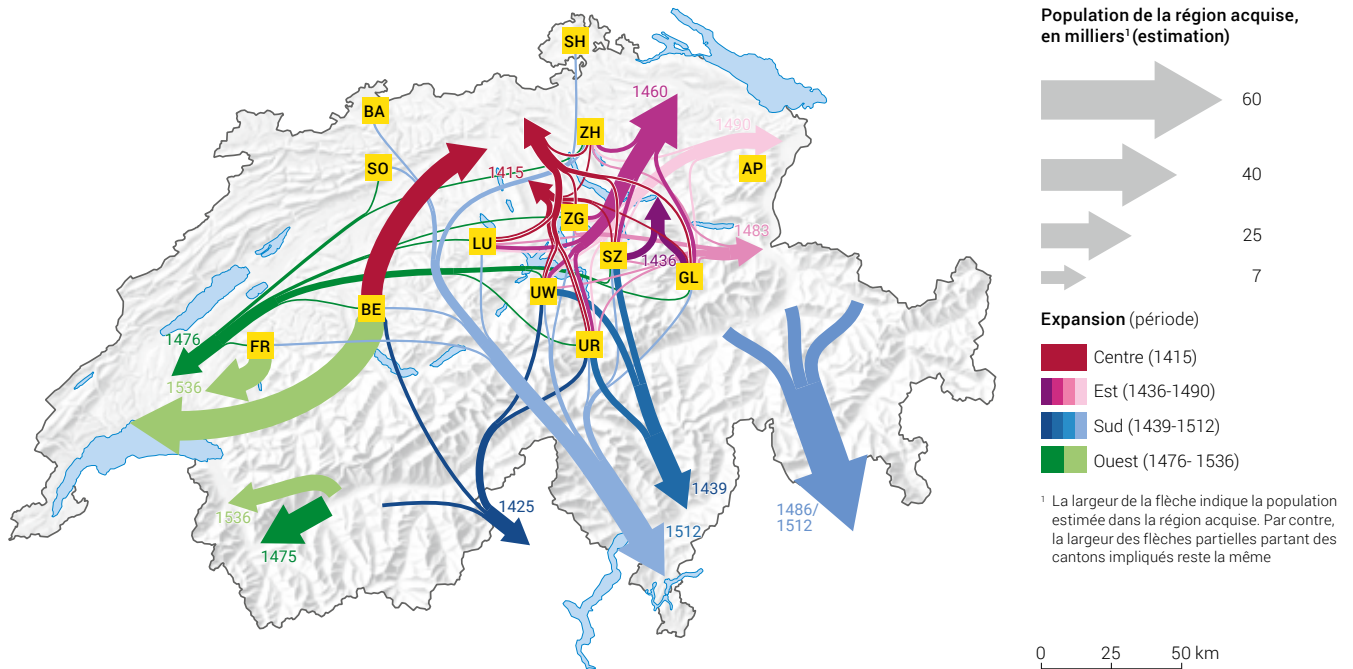 SH
BA
1460
ZH
1490
SO
1415
AP
ZG
LU
1483
SZ
1436
GL
UW
BE
1476
FR
UR
1536
1439
1425
1486/
1512
1536
1512
1475
Population de la région acquise,
en milliers¹ (estimation)
60
40
25
7
Expansion (période)
Centre (1415)
Est (1436-1490)
Sud (1439-1512)
Ouest (1476- 1536)
¹ La largeur de la flèche indique la population
estimée dans la région acquise. Par contre,
la largeur des flèches partielles partant des
cantons impliqués reste la même
0 25 50 km